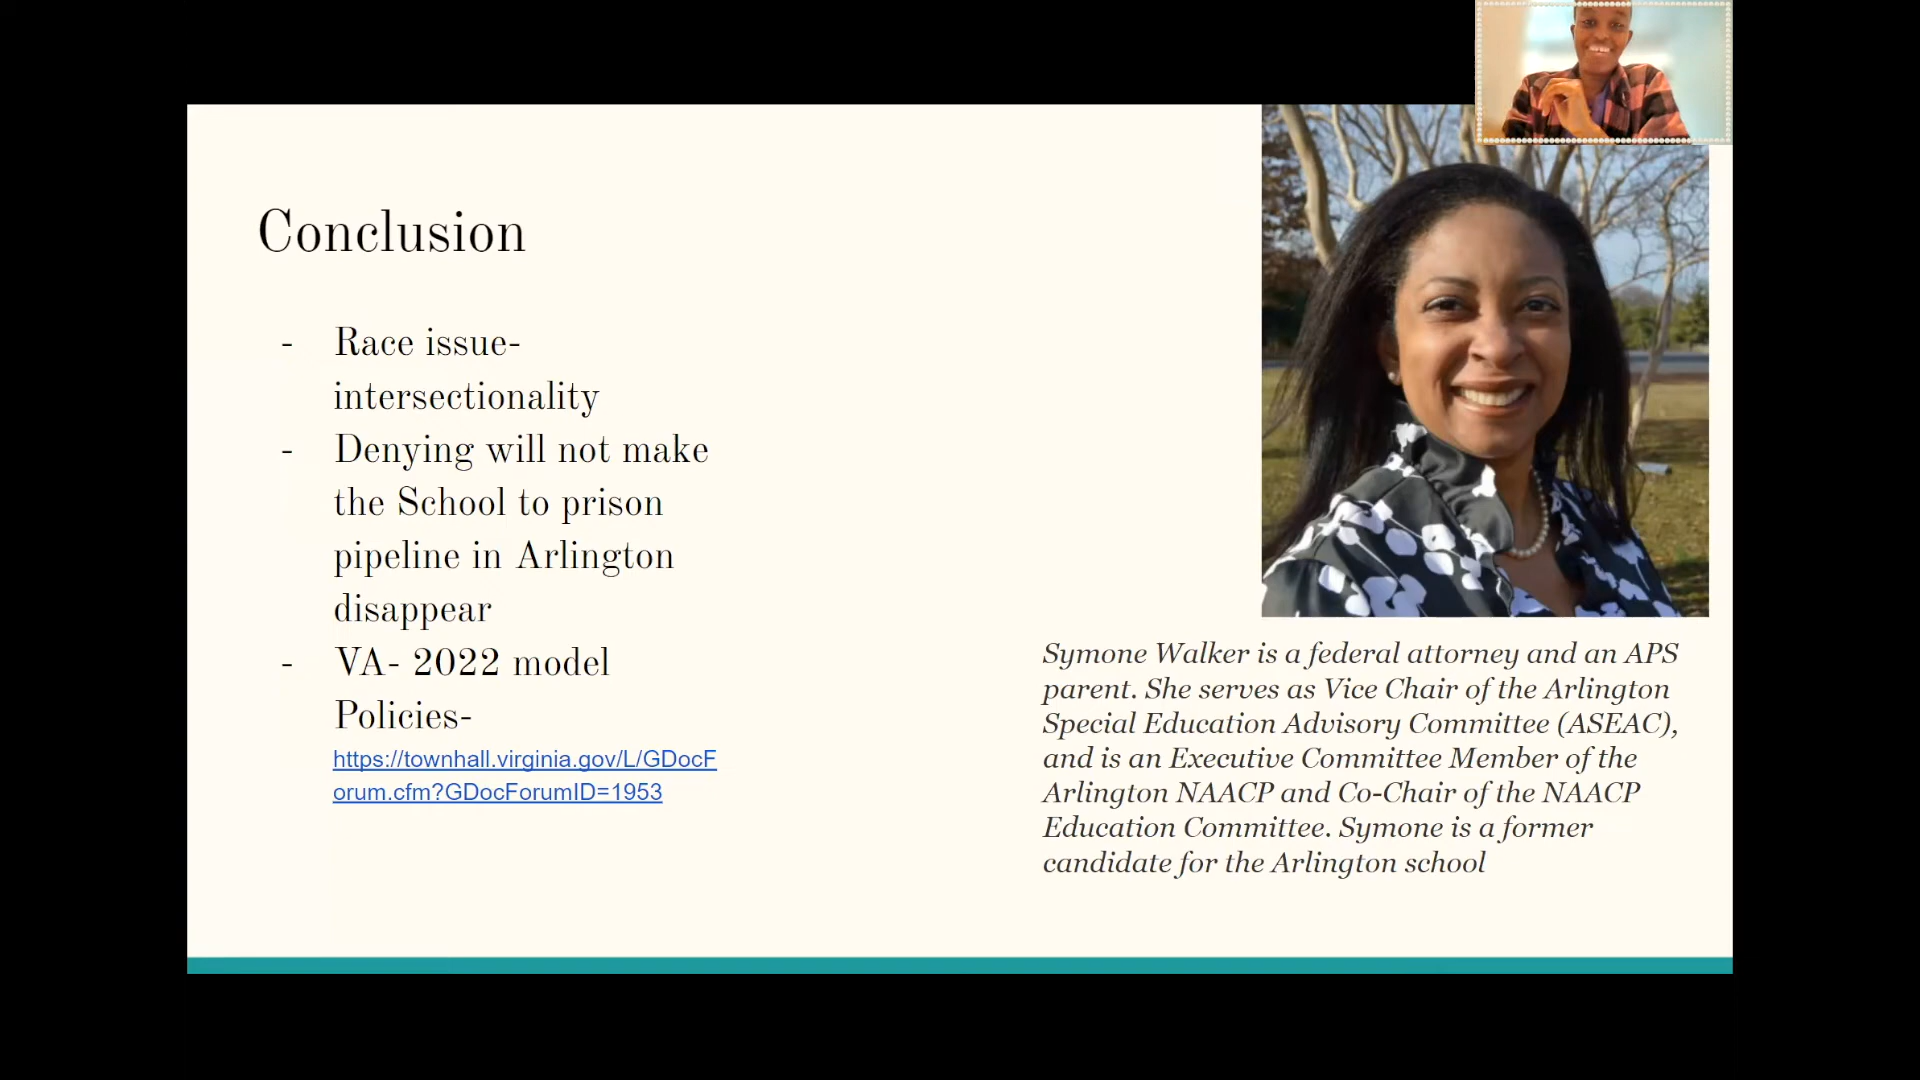 Conclusion
- Race issue-
intersectionality
- Denying will not make
the School to prison
pipeline in Arlington
disappear
- VA- 2022 model
Policies-
https://townhall.virginia.gov/L/GDocF
orum.cfm?GDocForumID=1953
Symone Walker is a federal attorney and an APS
parent. She serves as Vice Chair of the Arlington
Special Education Advisory Committee (ASEAC),
and is an Executive Committee Member of the
Arlington NAACP and Co-Chair of the NAACP
Education Committee. Symone is a former
candidate for the Arlington school